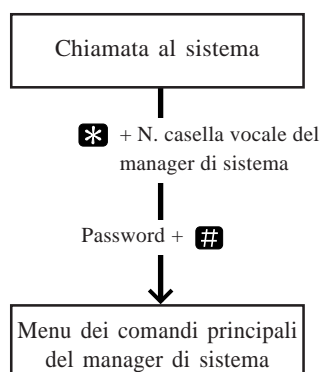 Chiamata al sistema
* + N. casella vocale del
manager di sistema
Password + #
Menu dei comandi principali
del manager di sistema